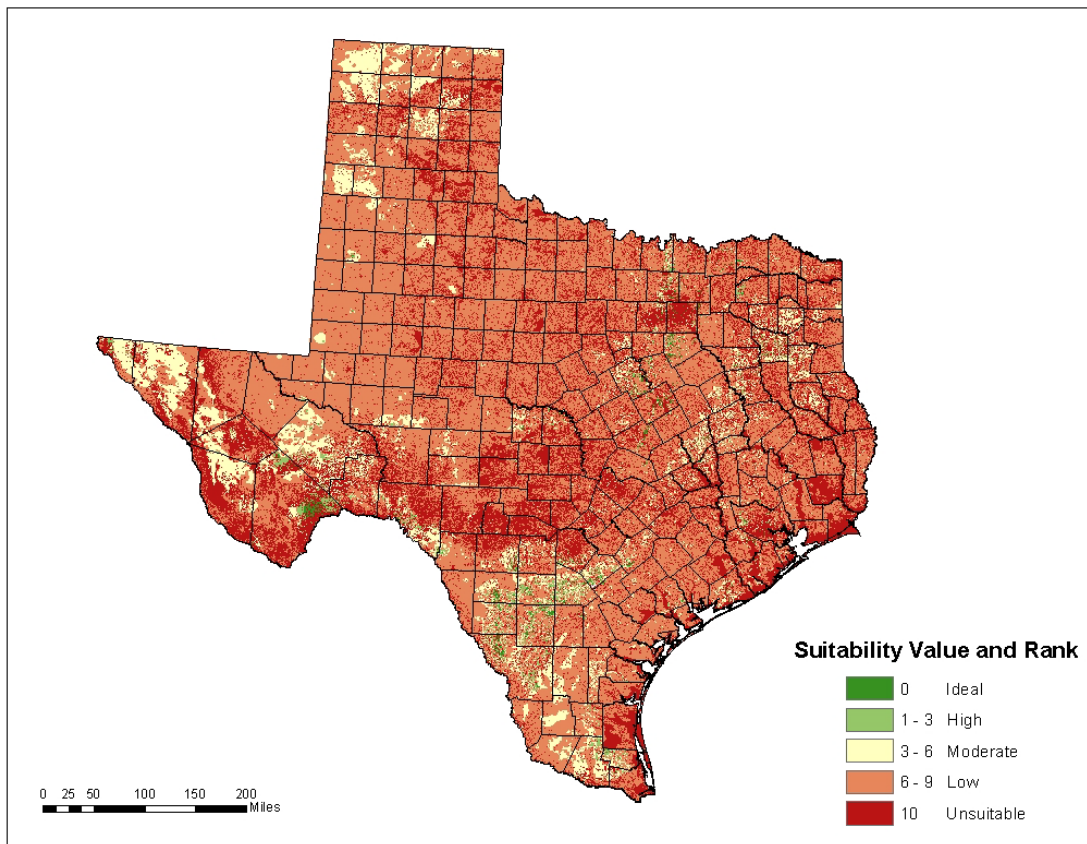 Suitability Value and Rank
0 Ideal
1 - 3 High
3 - 6 Moderate
6 - 9 Low
10 Unsuitable
0 25 50 100 150 200
Miles